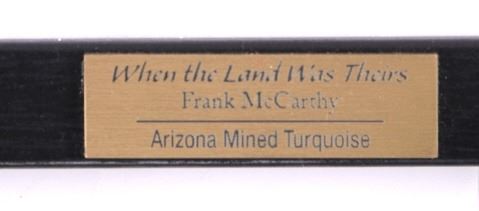 When the Land Was Theirs
Frank McCarthy
Arizona Mined Turquoise